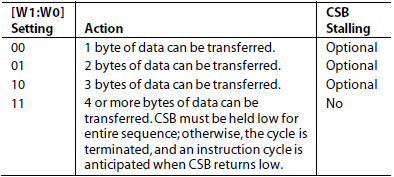 [W1:W0] Setting Action CSB Stalling
00 1 byte of data can be transferred. Optional
01 2 bytes of data can be transferred. Optional
10 3 bytes of data can be transferred. Optional
11 4 or more bytes of data can be No
transferred. CSB must be held low for
entire sequence; otherwise, the cycle is
terminated, and an instruction cycle is
anticipated when CSB returns low.